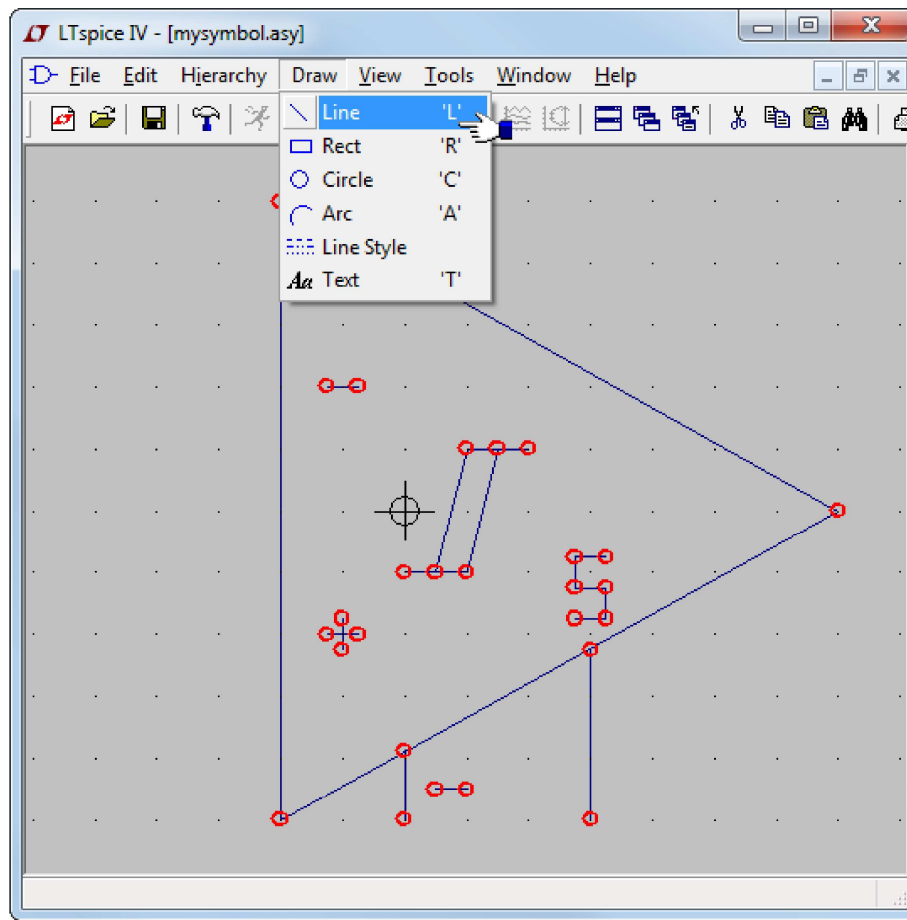 LTspice IV - [mysymbol.asy]
File Edit Hierarchy Draw View Tools Window Help
Line 'L'
Rect 'R'
Circle 'C'
Arc 'A'
Line Style
Aa Text 'T'